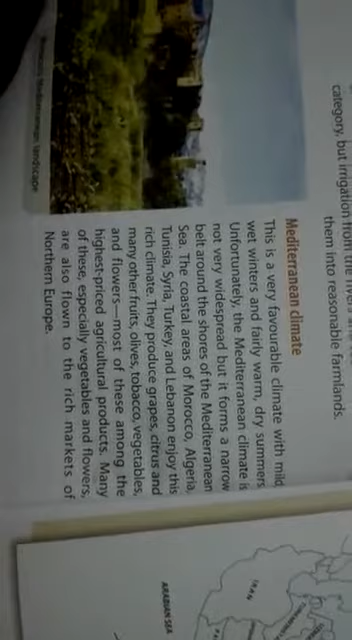 category, but irrigation from the rivers
them into reasonable farmlands.
Mediterranean climate
This is a very favourable climate with mild
wet winters and fairly warm, dry summers.
Unfortunately, the Mediterranean climate is
not very widespread but it forms a narrow
belt around the shores of the Mediterranean
Sea. The coastal areas of Morocco, Algeria,
Tunisia, Syria, Turkey, and Lebanon enjoy this
rich climate. They produce grapes, citrus and
many other fruits, olives, tobacco, vegetables,
and flowers—most of these among the
highest-priced agricultural products. Many
of these, especially vegetables and flowers,
are also flown to the rich markets of
Northern Europe.
Mediterranean landscape
IRAN
ARABIAN SEA